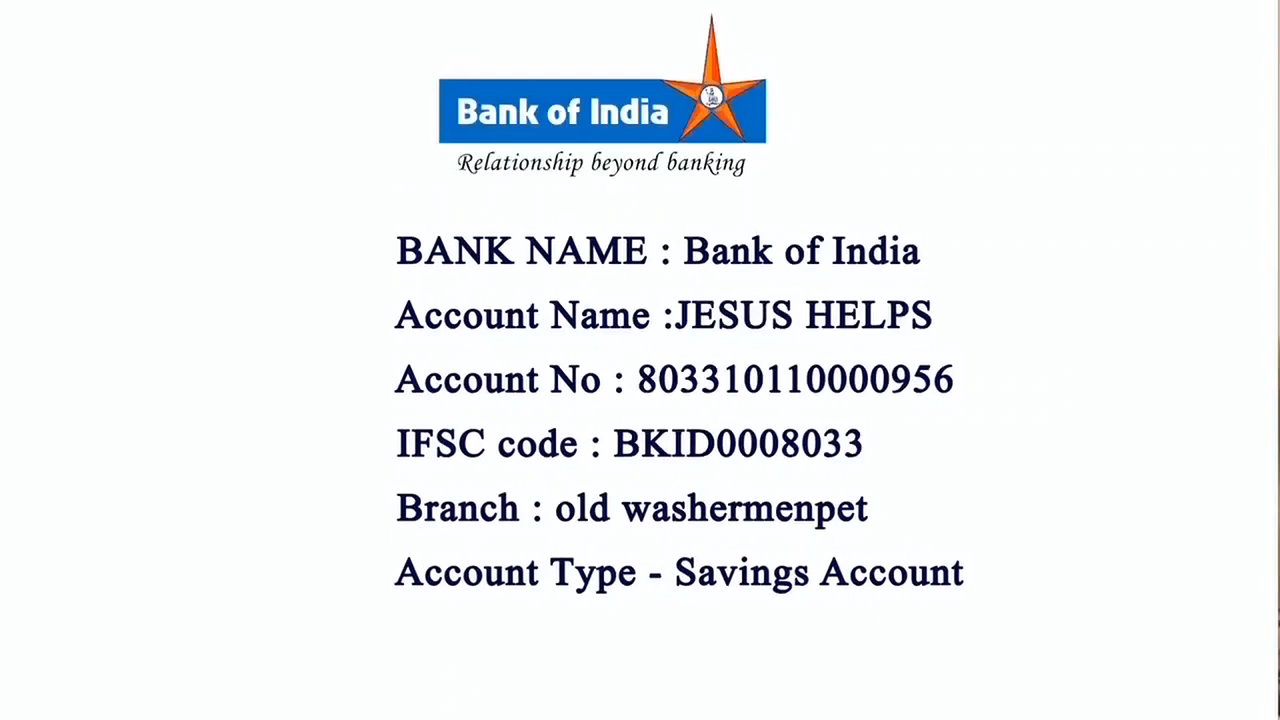 Bank of India
Relationship beyond banking
BANK NAME : Bank of India
Account Name :JESUS HELPS
Account No : 803310110000956
IFSC code : BKID0008033
Branch : old washermenpet
Account Type - Savings Account